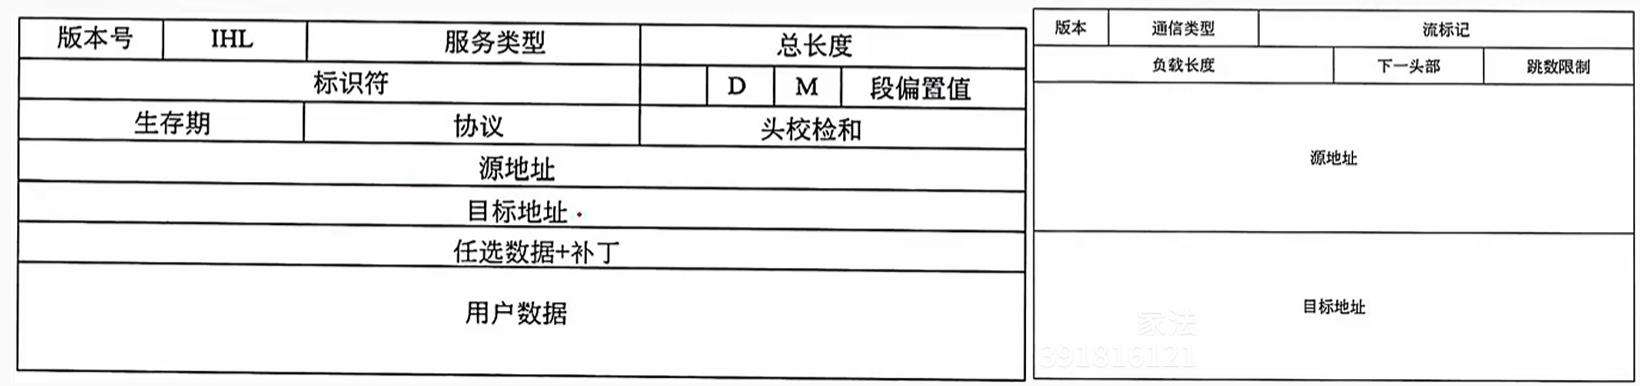 版本号 IHL 服务类型 总长度
标识符 D M 段偏置值
生存期 协议 头校检和
源地址
目标地址
任选数据+补丁
用户数据
版本 通信类型 流标记
负载长度 下一头部 跳数限制
源地址
目标地址
家法
391816121